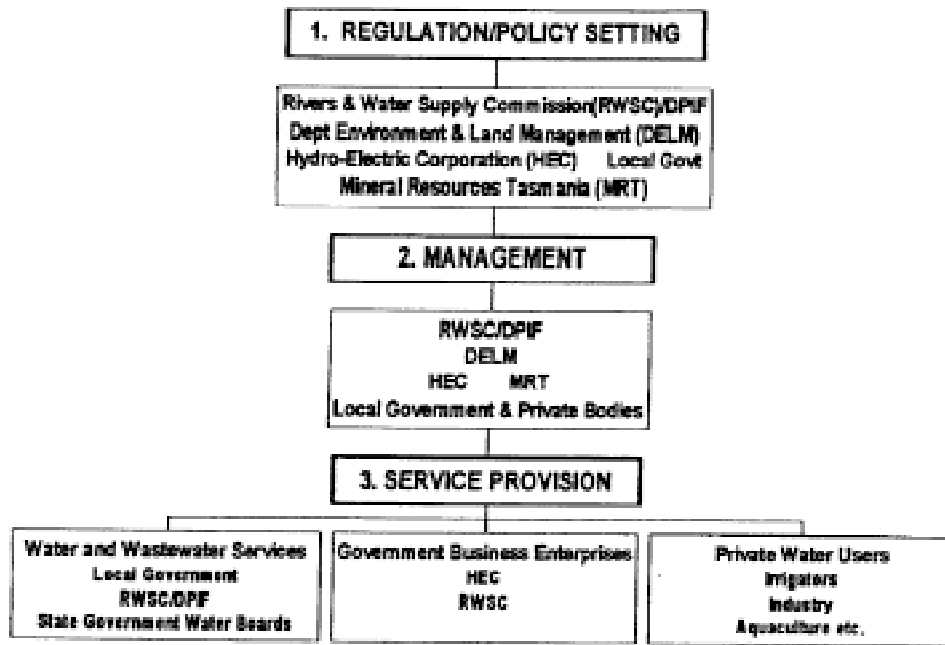 1. REGULATION/POLICY SETTING
Rivers & Water Supply Commission(RWSC)/DPIF
Dept Environment & Land Management (DELM)
Hydro-Electric Corporation (HEC) Local Govt
Mineral Resources Tasmania (MRT)
2. MANAGEMENT
RWSC/DPIF
DELM
HEC MRT
Local Government & Private Bodies
3. SERVICE PROVISION
Water and Wastewater Services
Local Government
RWSC/DPIF
State Government Water Boards
Government Business Enterprises
HEC
RWSC
Private Water Users
Irrigators
Industry
Aquaculture etc.